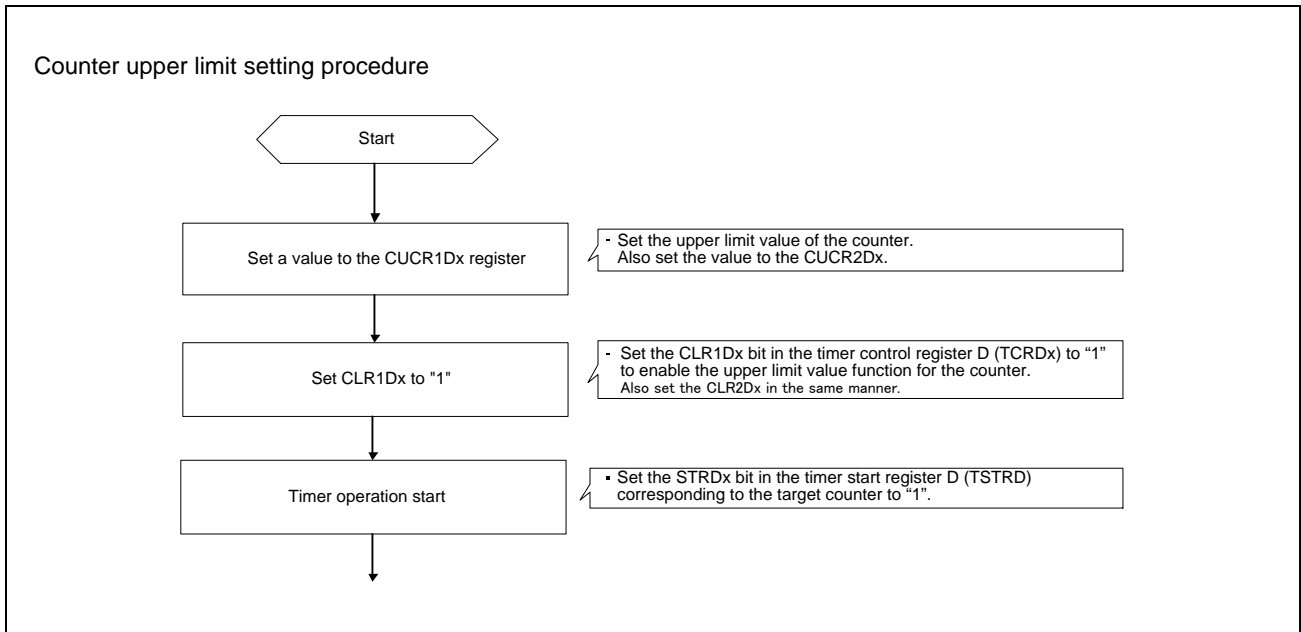 Counter upper limit setting procedure
Start
Set a value to the CUCR1Dx register
- Set the upper limit value of the counter.
Also set the value to the CUCR2Dx.
Set CLR1Dx to "1"
- Set the CLR1Dx bit in the timer control register D (TCRDx) to “1”
to enable the upper limit value function for the counter.
Also set the CLR2Dx in the same manner.
Timer operation start
- Set the STRDx bit in the timer start register D (TSTRD)
corresponding to the target counter to “1”.